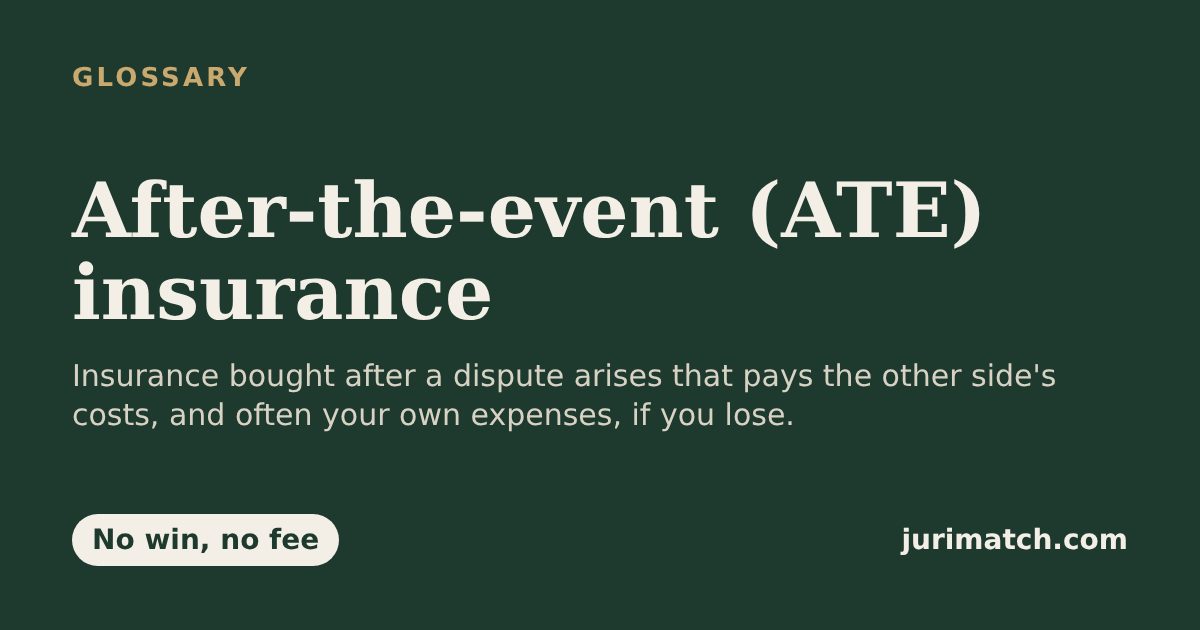 GLOSSARY
After-the-event (ATE)
insurance
Insurance bought after a dispute arises that pays the other side's
costs, and often your own expenses, if you lose.
No win, no fee
jurimatch.com